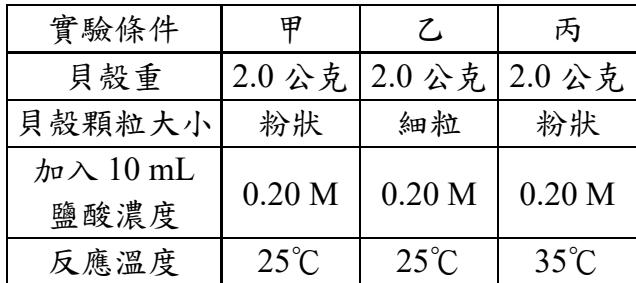 實驗條件 甲 乙 丙
貝殼重 2.0 公克 2.0 公克 2.0 公克
貝殼顆粒大小 粉狀 細粒 粉狀
加入 10 mL
鹽酸濃度 0.20 M 0.20 M 0.20 M
反應溫度 25℃ 25℃ 35℃